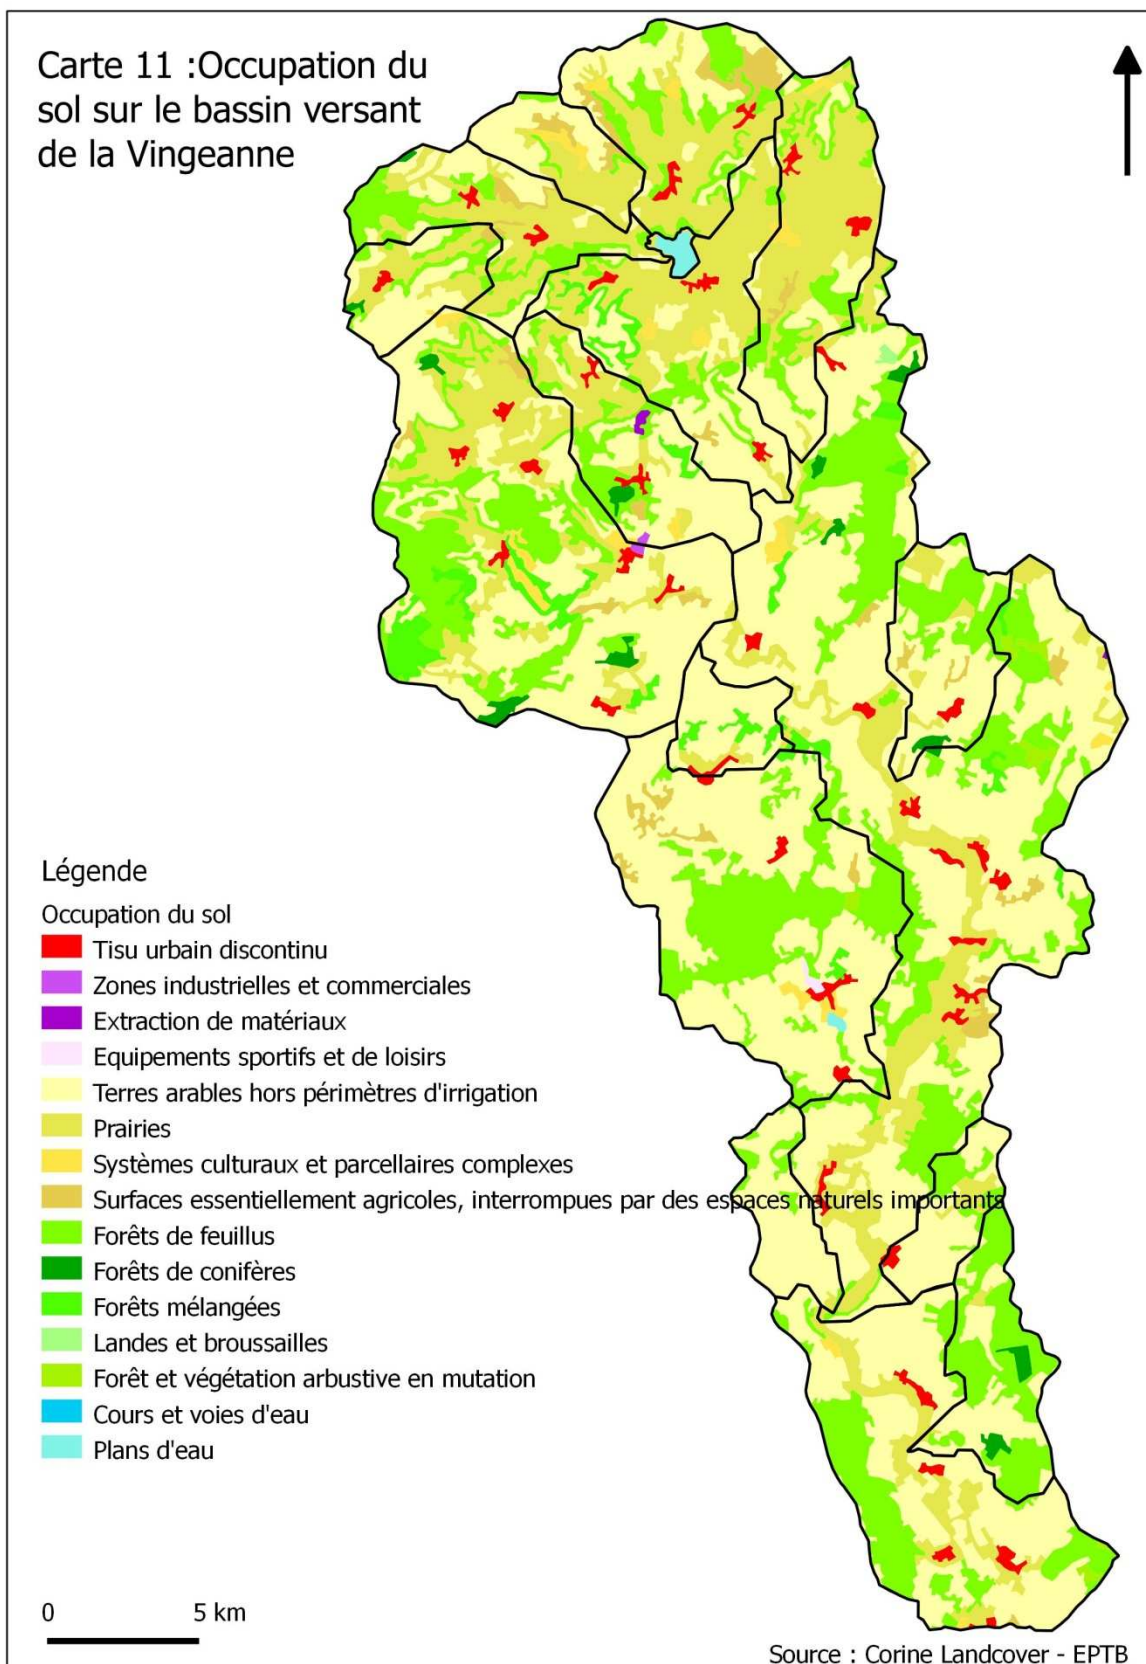 Carte 11 :Occupation du
sol sur le bassin versant
de la Vingeanne
Légende
Occupation du sol
Tisu urbain discontinu
Zones industrielles et commerciales
Extraction de matériaux
Equipements sportifs et de loisirs
Terres arables hors périmètres d'irrigation
Prairies
Systèmes culturaux et parcellaires complexes
Surfaces essentiellement agricoles, interrompues par des espaces naturels importants
Forêts de feuillus
Forêts de conifères
Forêts mélangées
Landes et broussailles
Forêt et végétation arbustive en mutation
Cours et voies d'eau
Plans d'eau
0 5 km
Source : Corine Landcover - EPTB